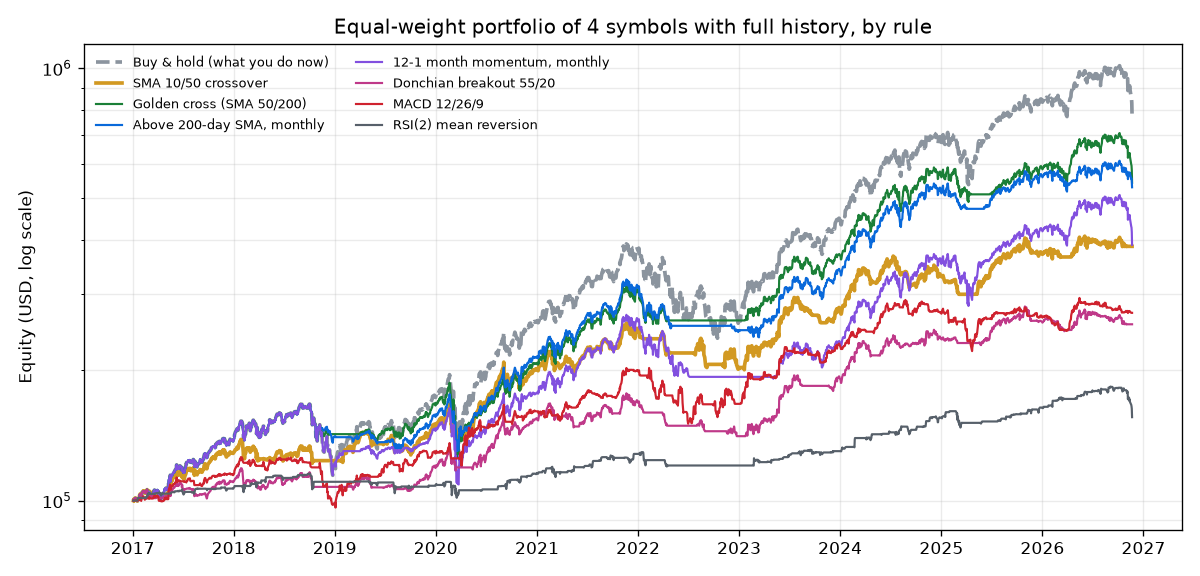 Equal-weight portfolio of 4 symbols with full history, by rule
Buy & hold (what you do now)
SMA 10/50 crossover
Golden cross (SMA 50/200)
Above 200-day SMA, monthly
12-1 month momentum, monthly
Donchian breakout 55/20
MACD 12/26/9
RSI(2) mean reversion
Equity (USD, log scale)
10⁶
10⁵
2017 2018 2019 2020 2021 2022 2023 2024 2025 2026 2027